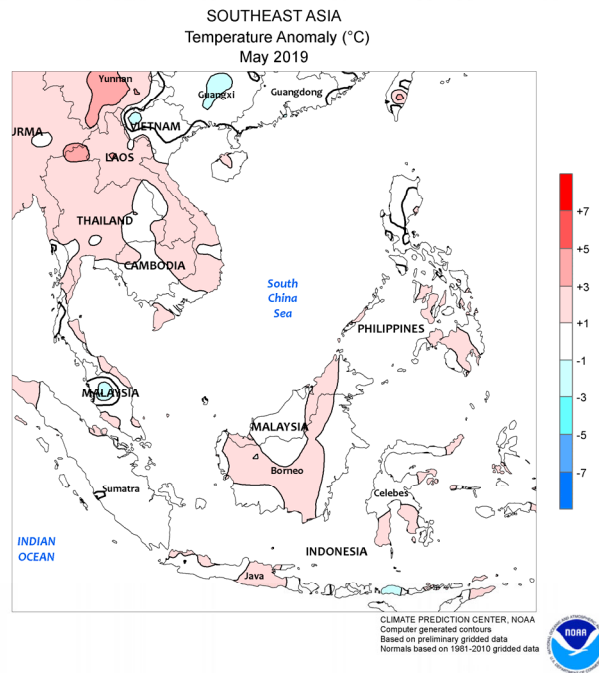 SOUTHEAST ASIA
Temperature Anomaly (°C)
May 2019
Yunnan
Guangxi
Guangdong
URMA
VIETNAM
LAOS
THAILAND
CAMBODIA
South
China
Sea
PHILIPPINES
MALAYSIA
MALAYSIA
Borneo
Sumatra
Celebes
INDIAN
OCEAN
INDONESIA
Java
+7
+5
+3
+1
-1
-3
-5
-7
CLIMATE PREDICTION CENTER, NOAA
Computer generated contours
Based on preliminary gridded data
Normals based on 1981-2010 gridded data
NOAA